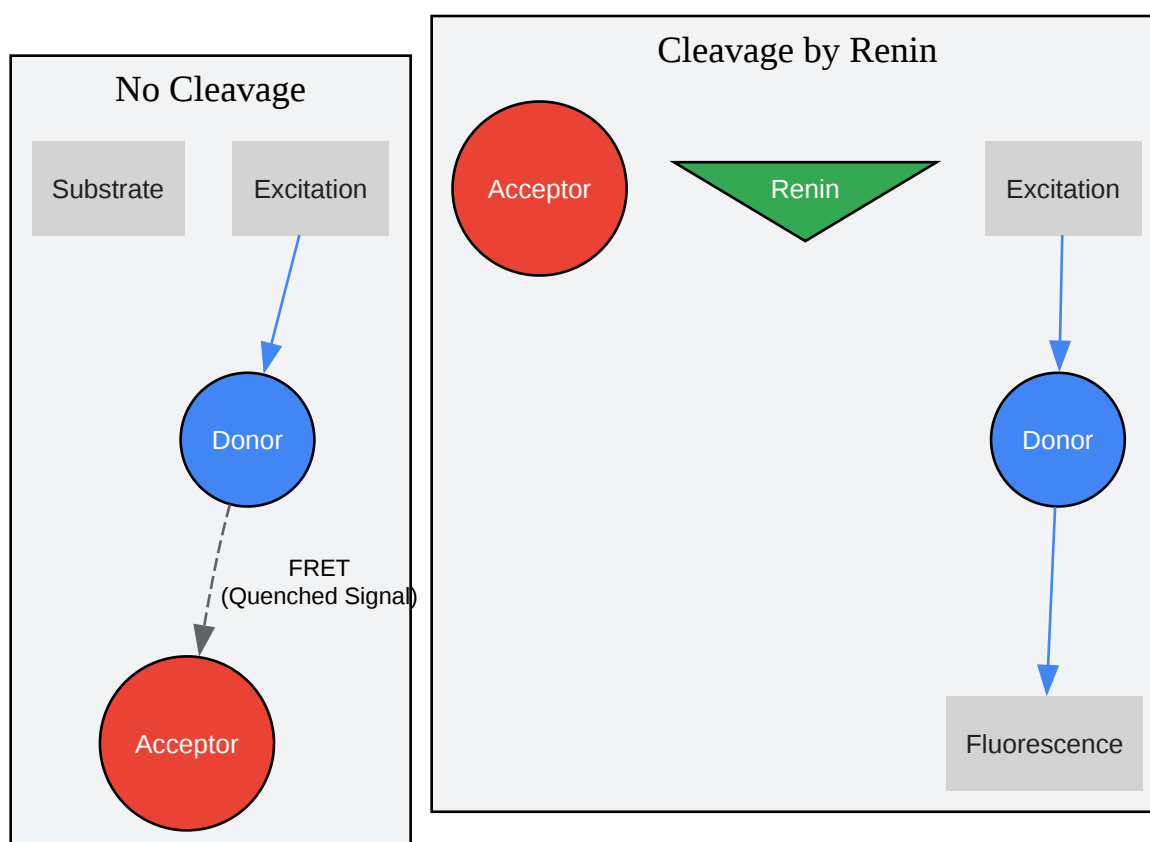 No Cleavage
Substrate
Excitation
Donor
FRET
(Quenched Signal)
Acceptor
Cleavage by Renin
Acceptor
Renin
Excitation
Donor
Fluorescence